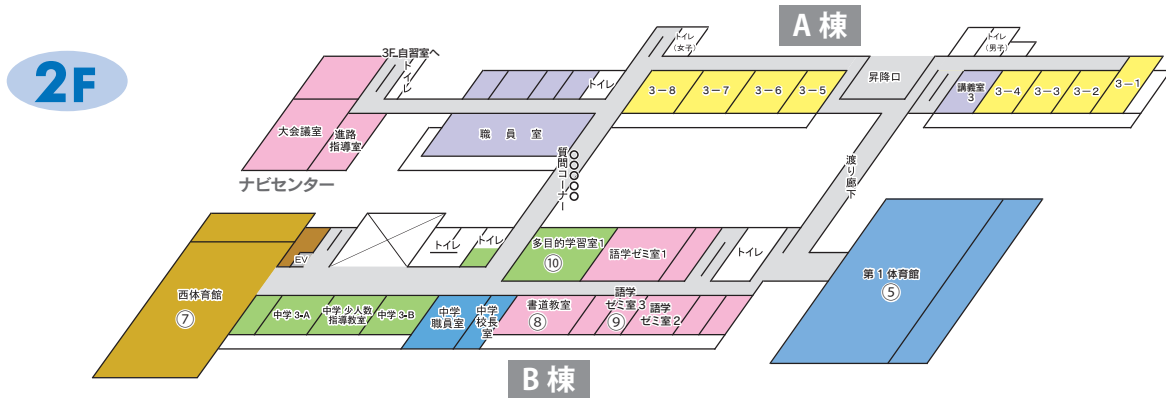 2F
A 棟
3F 自習室へ
トイレ
トイレ
(女子)
トイレ
(男子)
昇降口
トイレ
3−8
3−7
3−6
3−5
講義室
3
3−4
3−3
3−2
3−1
大会議室
進路
指導室
ナビセンター
職 員 室
質問コーナー
渡り廊下
EV
トイレ
トイレ
多目的学習室1
⑩
語学ゼミ室1
トイレ
西体育館
⑦
第1体育館
⑤
中学3-A
中学少人数
指導教室
中学3-B
中学
職員室
中学
校長
室
書道教室
⑧
語学
ゼミ室3
⑨
語学
ゼミ室2
B 棟